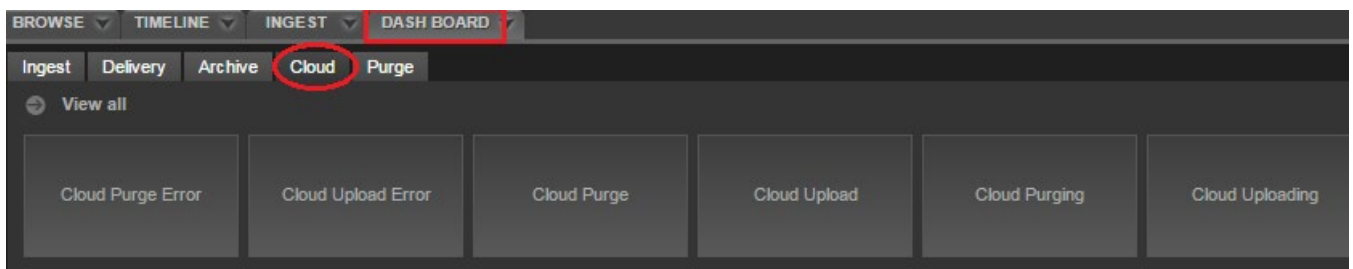 BROWSE TIMELINE INGEST DASH BOARD
Ingest Delivery Archive Cloud Purge
View all
Cloud Purge Error Cloud Upload Error Cloud Purge Cloud Upload Cloud Purging Cloud Uploading